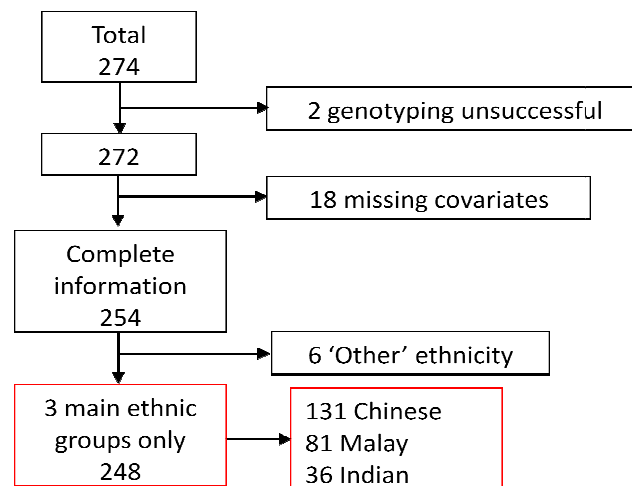 Total
274
2 genotyping unsuccessful
272
18 missing covariates
Complete
information
254
6 ‘Other’ ethnicity
3 main ethnic
groups only
248
131 Chinese
81 Malay
36 Indian